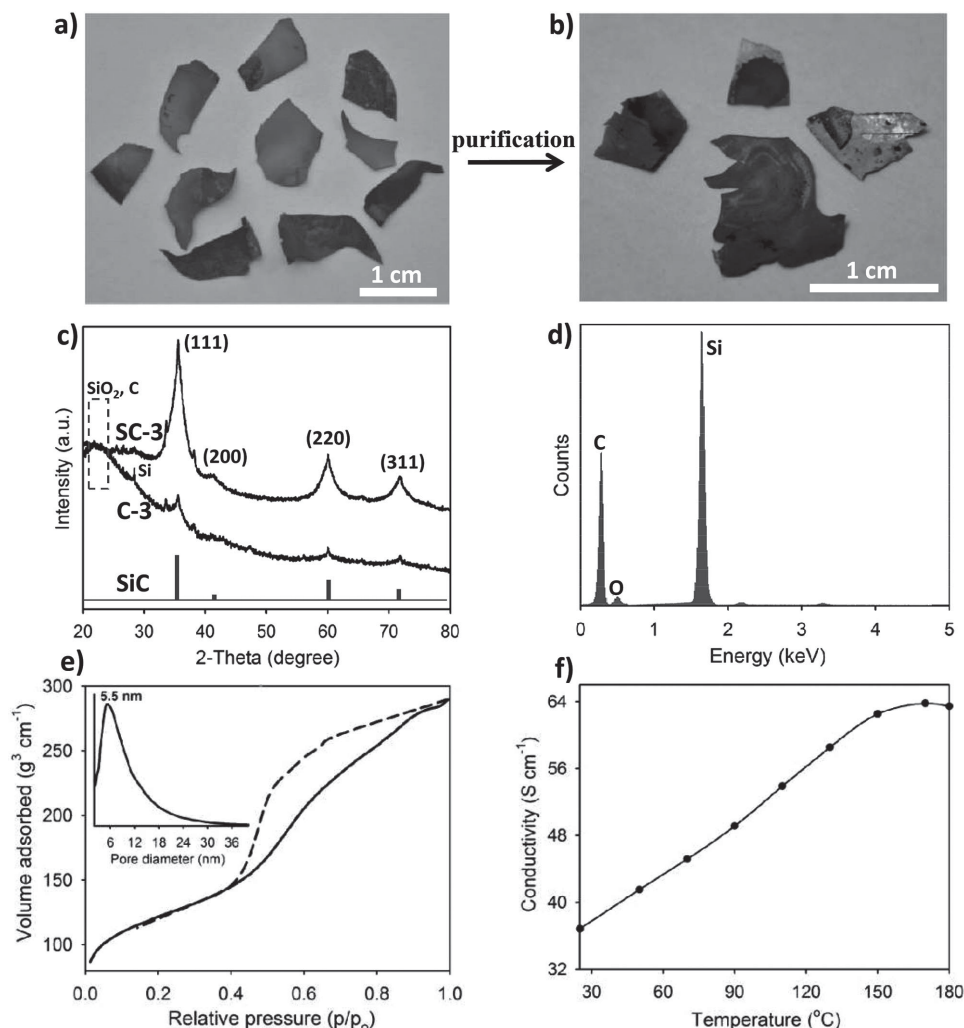 a)
b)
purification
1 cm
1 cm
c)
d)
(111)
SiO₂, C
SC-3
(200)
(220)
(311)
Si
C-3
SiC
Intensity (a.u.)
20 30 40 50 60 70 80
2-Theta (degree)
Si
C
O
Counts
0 1 2 3 4 5
Energy (keV)
e)
f)
300
250
200
150
100
5.5 nm
6 12 18 24 30 36
Pore diameter (nm)
Volume adsorbed (g³ cm⁻¹)
0.0 0.2 0.4 0.6 0.8 1.0
Relative pressure (p/pₒ)
64
56
48
40
32
Conductivity (S cm⁻¹)
30 60 90 120 150 180
Temperature (°C)